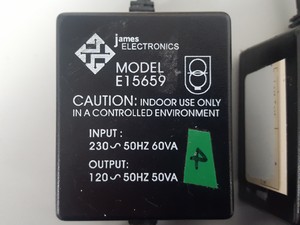 james
ELECTRONICS
MODEL
E15659
CAUTION: INDOOR USE ONLY
IN A CONTROLLED ENVIRONMENT
INPUT :
230∿50HZ 60VA
OUTPUT:
120∿50HZ 50VA
4